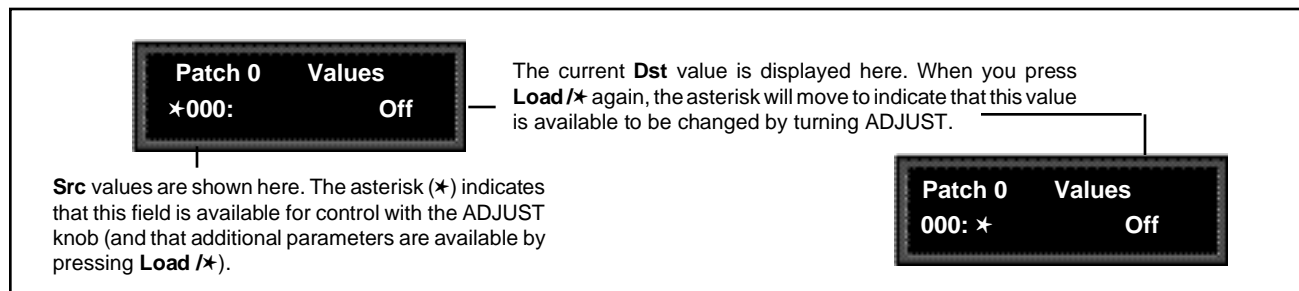 Patch 0 Values
✶000: Off
The current Dst value is displayed here. When you press
Load/✶ again, the asterisk will move to indicate that this value
is available to be changed by turning ADJUST.
Src values are shown here. The asterisk (✶) indicates
that this field is available for control with the ADJUST
knob (and that additional parameters are available by
pressing Load /✶).
Patch 0 Values
000: ✶ Off